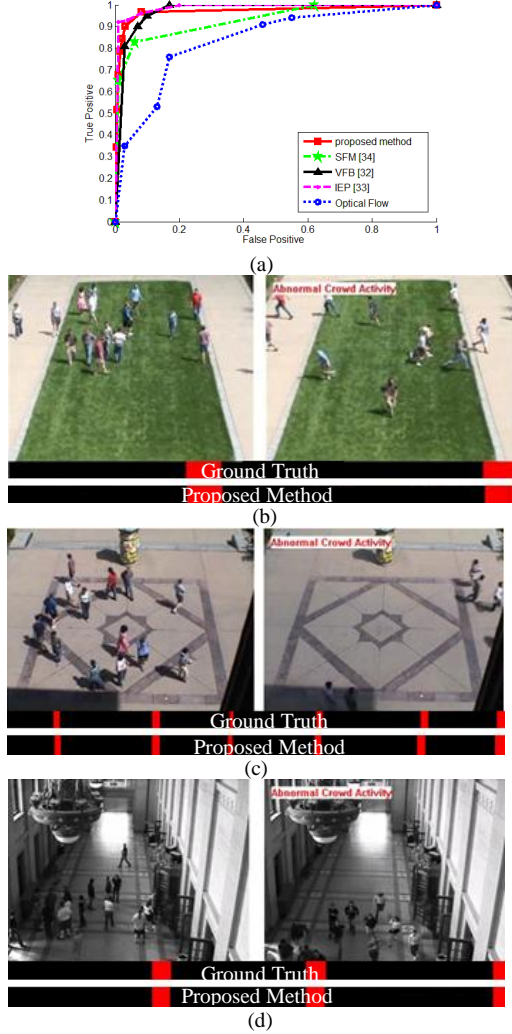 1
0.9
0.8
0.7
0.6
0.5
0.4
0.3
0.2
0.1
0
True Positive
proposed method
SFM [34]
VFB [32]
IEP [33]
Optical Flow
0 0.2 0.4 0.6 0.8 1
False Positive
(a)
Abnormal Crowd Activity
Ground Truth
Proposed Method
(b)
Abnormal Crowd Activity
Ground Truth
Proposed Method
(c)
Abnormal Crowd Activity
Ground Truth
Proposed Method
(d)